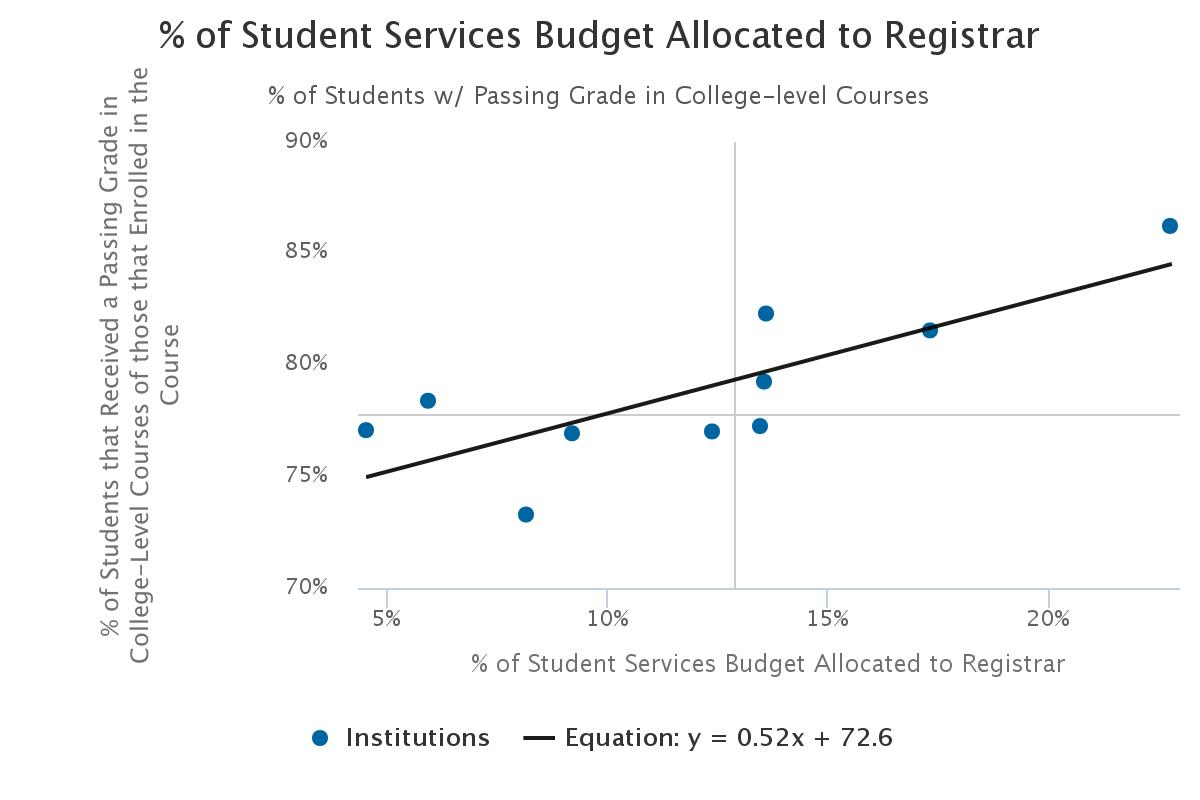 % of Student Services Budget Allocated to Registrar
% of Students w/ Passing Grade in College-level Courses
% of Students that Received a Passing Grade in
College-Level Courses of those that Enrolled in the
Course
90%
85%
80%
75%
70%
5%
10%
15%
20%
% of Student Services Budget Allocated to Registrar
Institutions
Equation: y = 0.52x + 72.6